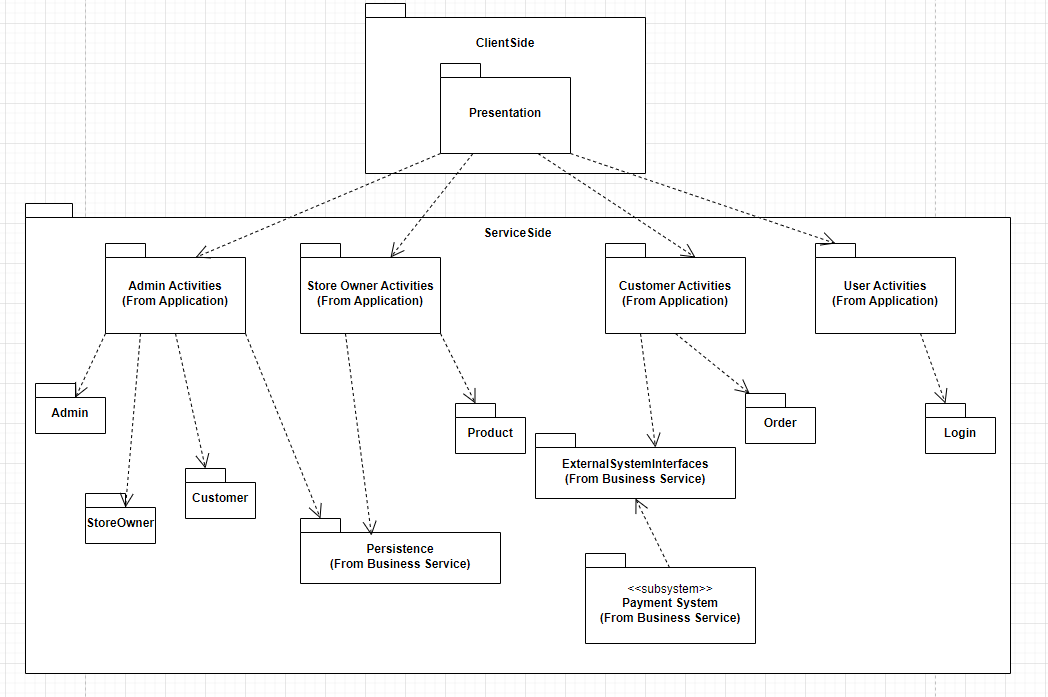 ClientSide
Presentation
ServiceSide
Admin Activities
(From Application)
Store Owner Activities
(From Application)
Customer Activities
(From Application)
User Activities
(From Application)
Admin
Product
Order
Login
StoreOwner
Customer
ExternalSystemInterfaces
(From Business Service)
Persistence
(From Business Service)
<<subsystem>>
Payment System
(From Business Service)